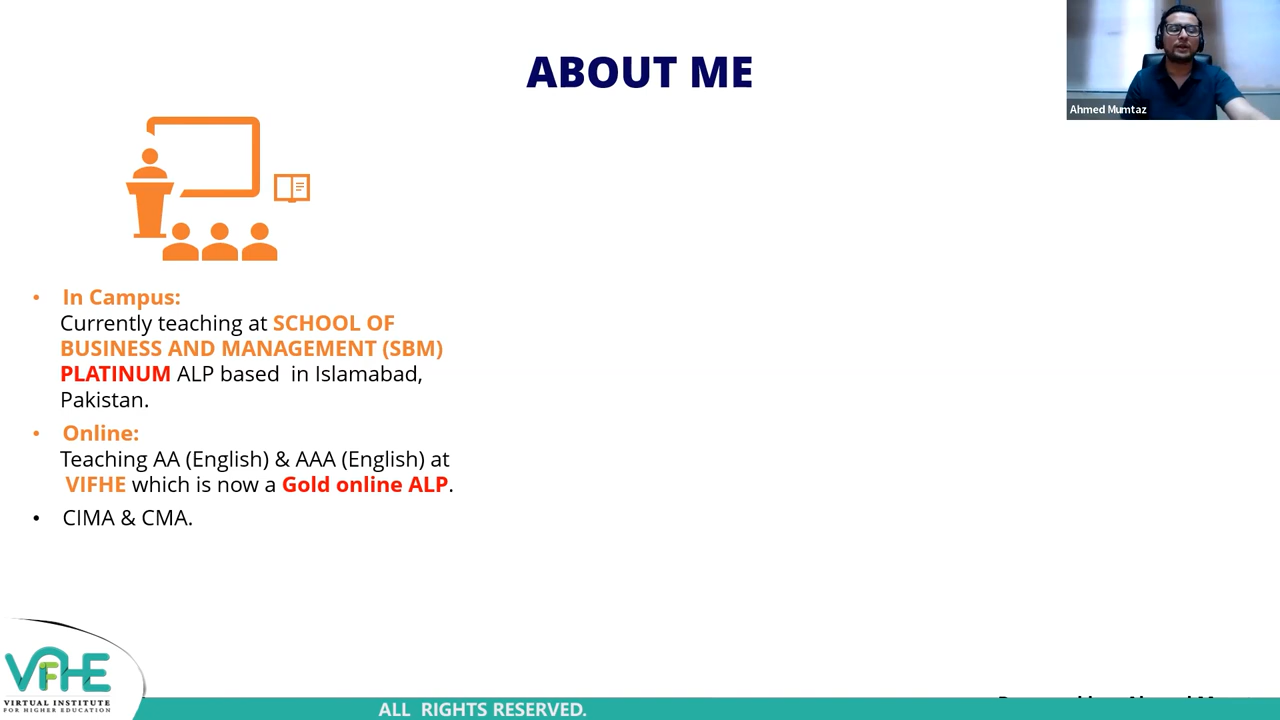 ABOUT ME
Ahmed Mumtaz
• In Campus:
Currently teaching at SCHOOL OF
BUSINESS AND MANAGEMENT (SBM)
PLATINUM ALP based in Islamabad,
Pakistan.
• Online:
Teaching AA (English) & AAA (English) at
VIFHE which is now a Gold online ALP.
• CIMA & CMA.
VIFHE
VIRTUAL INSTITUTE
FOR HIGHER EDUCATION
ALL RIGHTS RESERVED.